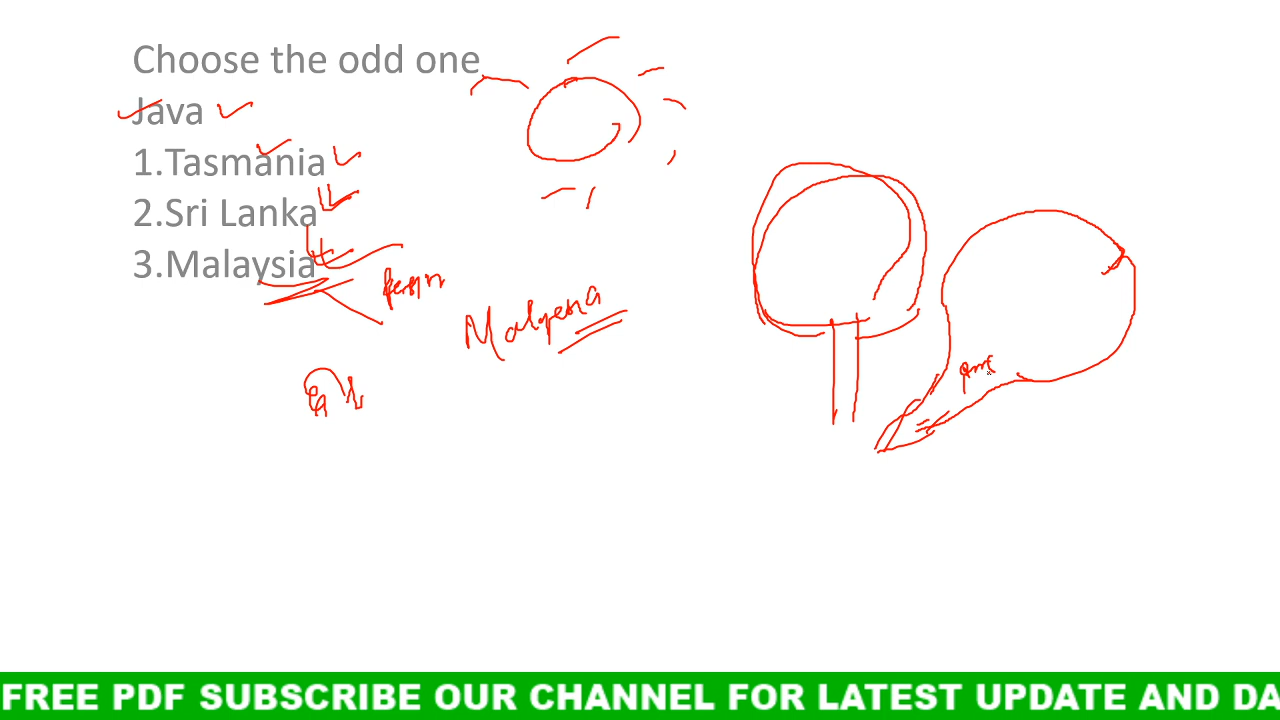 Choose the odd one
Java
1.Tasmania
2.Sri Lanka
3.Malaysia
FREE PDF SUBSCRIBE OUR CHANNEL FOR LATEST UPDATE AND DA